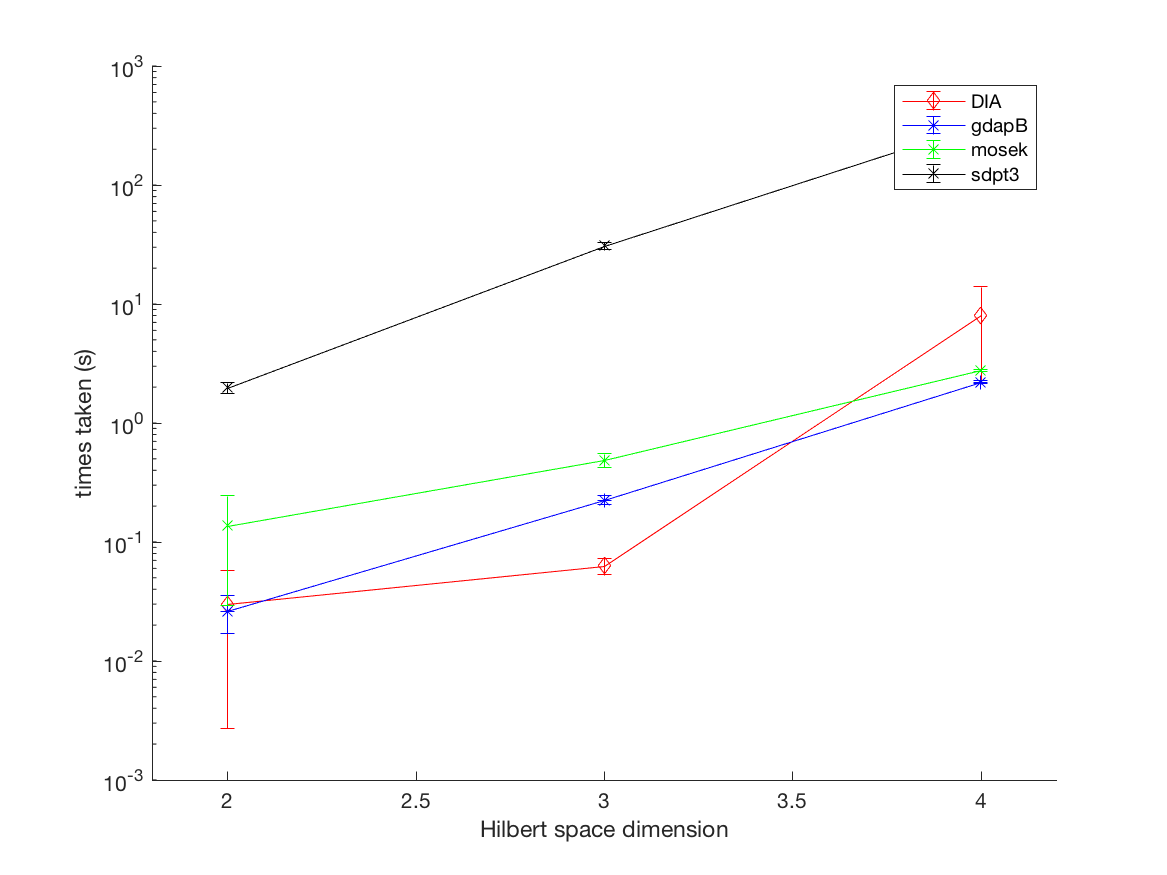 10^3
DIA
gdapB
mosek
sdpt3
10^2
10^1
times taken (s)
10^0
10^-1
10^-2
10^-3
2
2.5
3
3.5
4
Hilbert space dimension